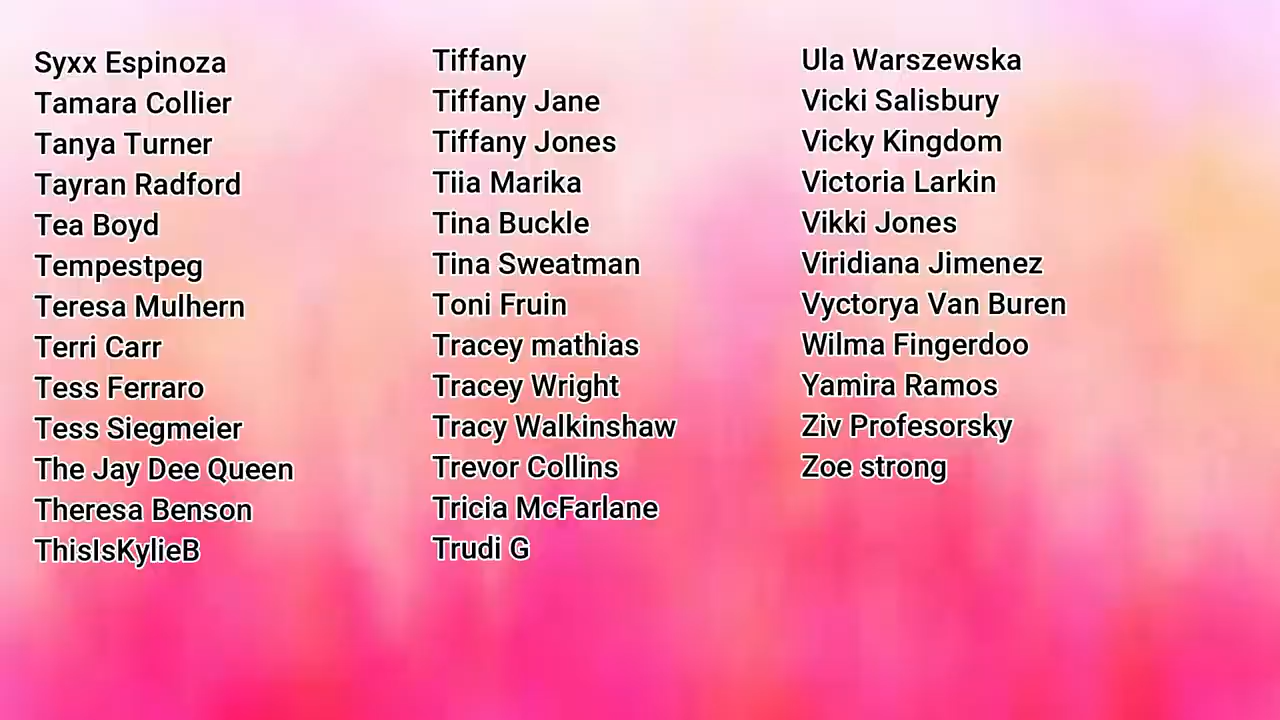 Syxx Espinoza
Tamara Collier
Tanya Turner
Tayran Radford
Tea Boyd
Tempestpeg
Teresa Mulhern
Terri Carr
Tess Ferraro
Tess Siegmeier
The Jay Dee Queen
Theresa Benson
ThisIsKylieB
Tiffany
Tiffany Jane
Tiffany Jones
Tiia Marika
Tina Buckle
Tina Sweatman
Toni Fruin
Tracey mathias
Tracey Wright
Tracy Walkinshaw
Trevor Collins
Tricia McFarlane
Trudi G
Ula Warszewska
Vicki Salisbury
Vicky Kingdom
Victoria Larkin
Vikki Jones
Viridiana Jimenez
Vyctorya Van Buren
Wilma Fingerdoo
Yamira Ramos
Ziv Profesorsky
Zoe strong